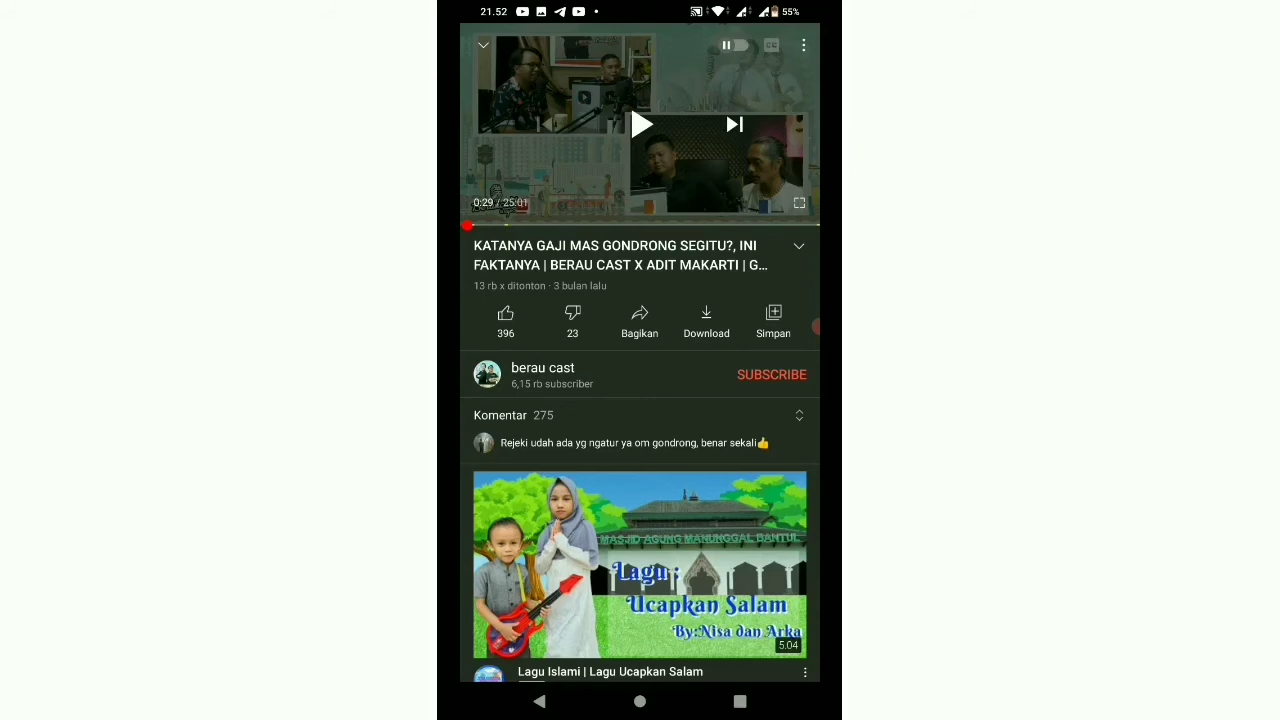 21.52
55%
CC
0:29 / 25:01
KATANYA GAJI MAS GONDRONG SEGITU?, INI
FAKTANYA | BERAU CAST X ADIT MAKARTI | G...
13 rb x ditonton · 3 bulan lalu
396
23
Bagikan
Download
Simpan
berau cast
6,15 rb subscriber
SUBSCRIBE
Komentar 275
Rejeki udah ada yg ngatur ya om gondrong, benar sekali👍
MASJID AGUNG MANUNGGAL BANTUL
Lagu :
Ucapkan Salam
By:Nisa dan Arka
5.04
Lagu Islami | Lagu Ucapkan Salam